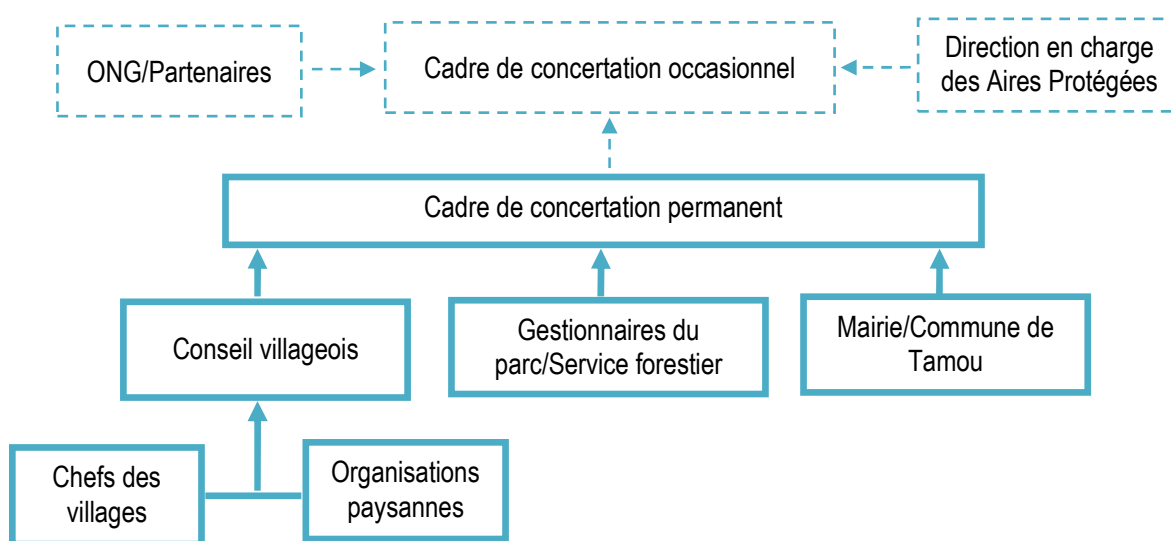 ONG/Partenaires
Cadre de concertation occasionnel
Direction en charge
des Aires Protégées
Cadre de concertation permanent
Conseil villageois
Gestionnaires du
parc/Service forestier
Mairie/Commune de
Tamou
Chefs des
villages
Organisations
paysannes